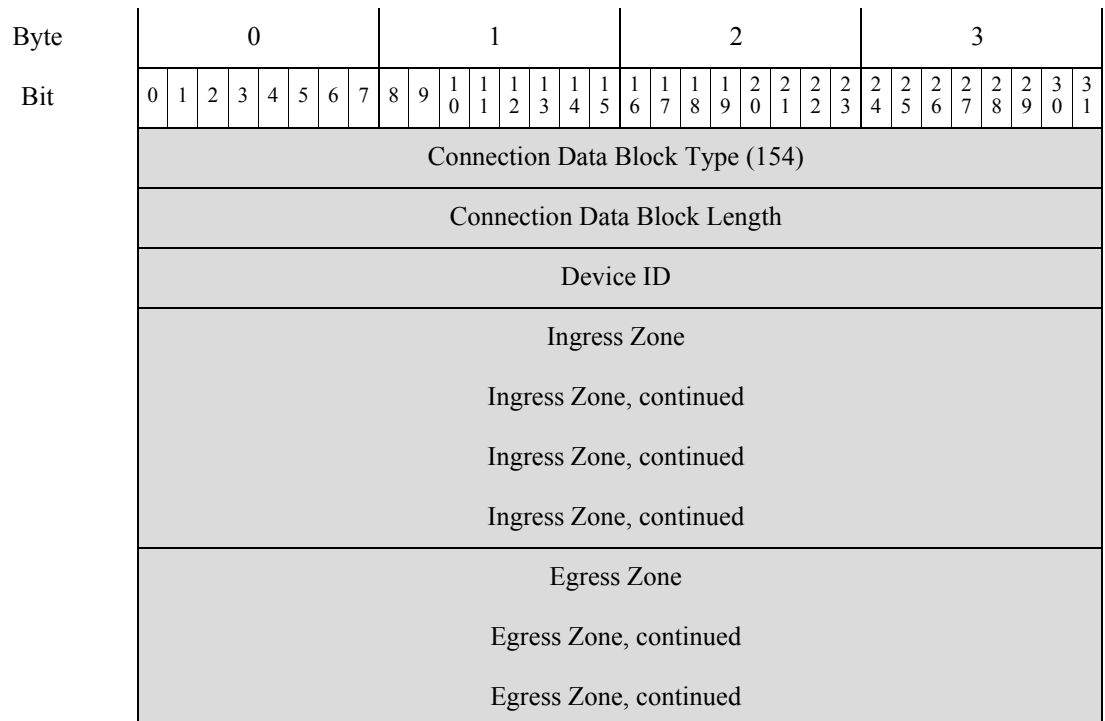 Byte 0 1 2 3
Bit 0 1 2 3 4 5 6 7 8 9 10 11 12 13 14 15 16 17 18 19 20 21 22 23 24 25 26 27 28 29 30 31
Connection Data Block Type (154)
Connection Data Block Length
Device ID
Ingress Zone
Ingress Zone, continued
Ingress Zone, continued
Ingress Zone, continued
Egress Zone
Egress Zone, continued
Egress Zone, continued